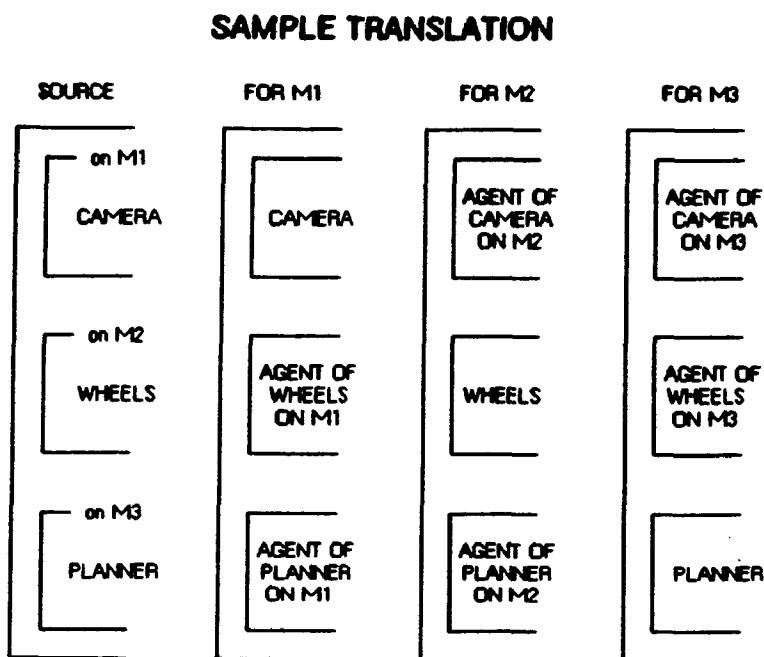 SAMPLE TRANSLATION
SOURCE
FOR M1
FOR M2
FOR M3
on M1
CAMERA
CAMERA
AGENT OF
CAMERA
ON M2
AGENT OF
CAMERA
ON M3
on M2
WHEELS
AGENT OF
WHEELS
ON M1
WHEELS
AGENT OF
WHEELS
ON M3
on M3
PLANNER
AGENT OF
PLANNER
ON M1
AGENT OF
PLANNER
ON M2
PLANNER